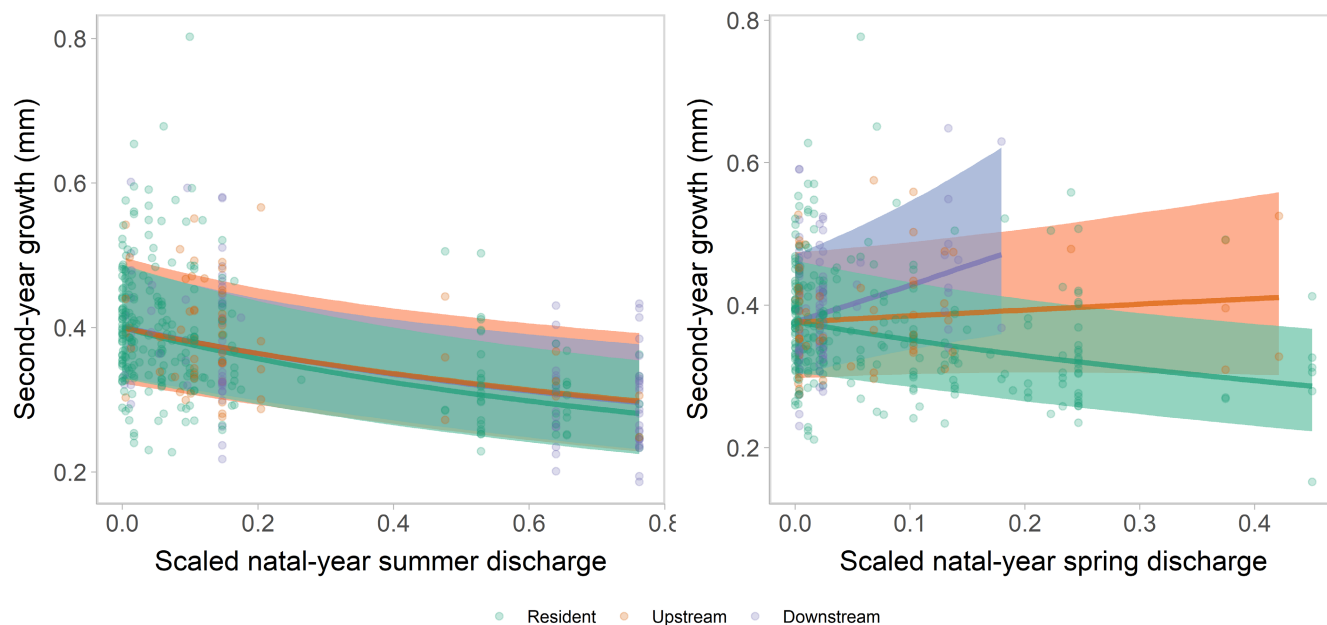 0.8
0.6
0.4
0.2
Second-year growth (mm)
0.0 0.2 0.4 0.6 0.8
Scaled natal-year summer discharge
0.8
0.6
0.4
0.2
Second-year growth (mm)
0.0 0.1 0.2 0.3 0.4
Scaled natal-year spring discharge
Resident Upstream Downstream